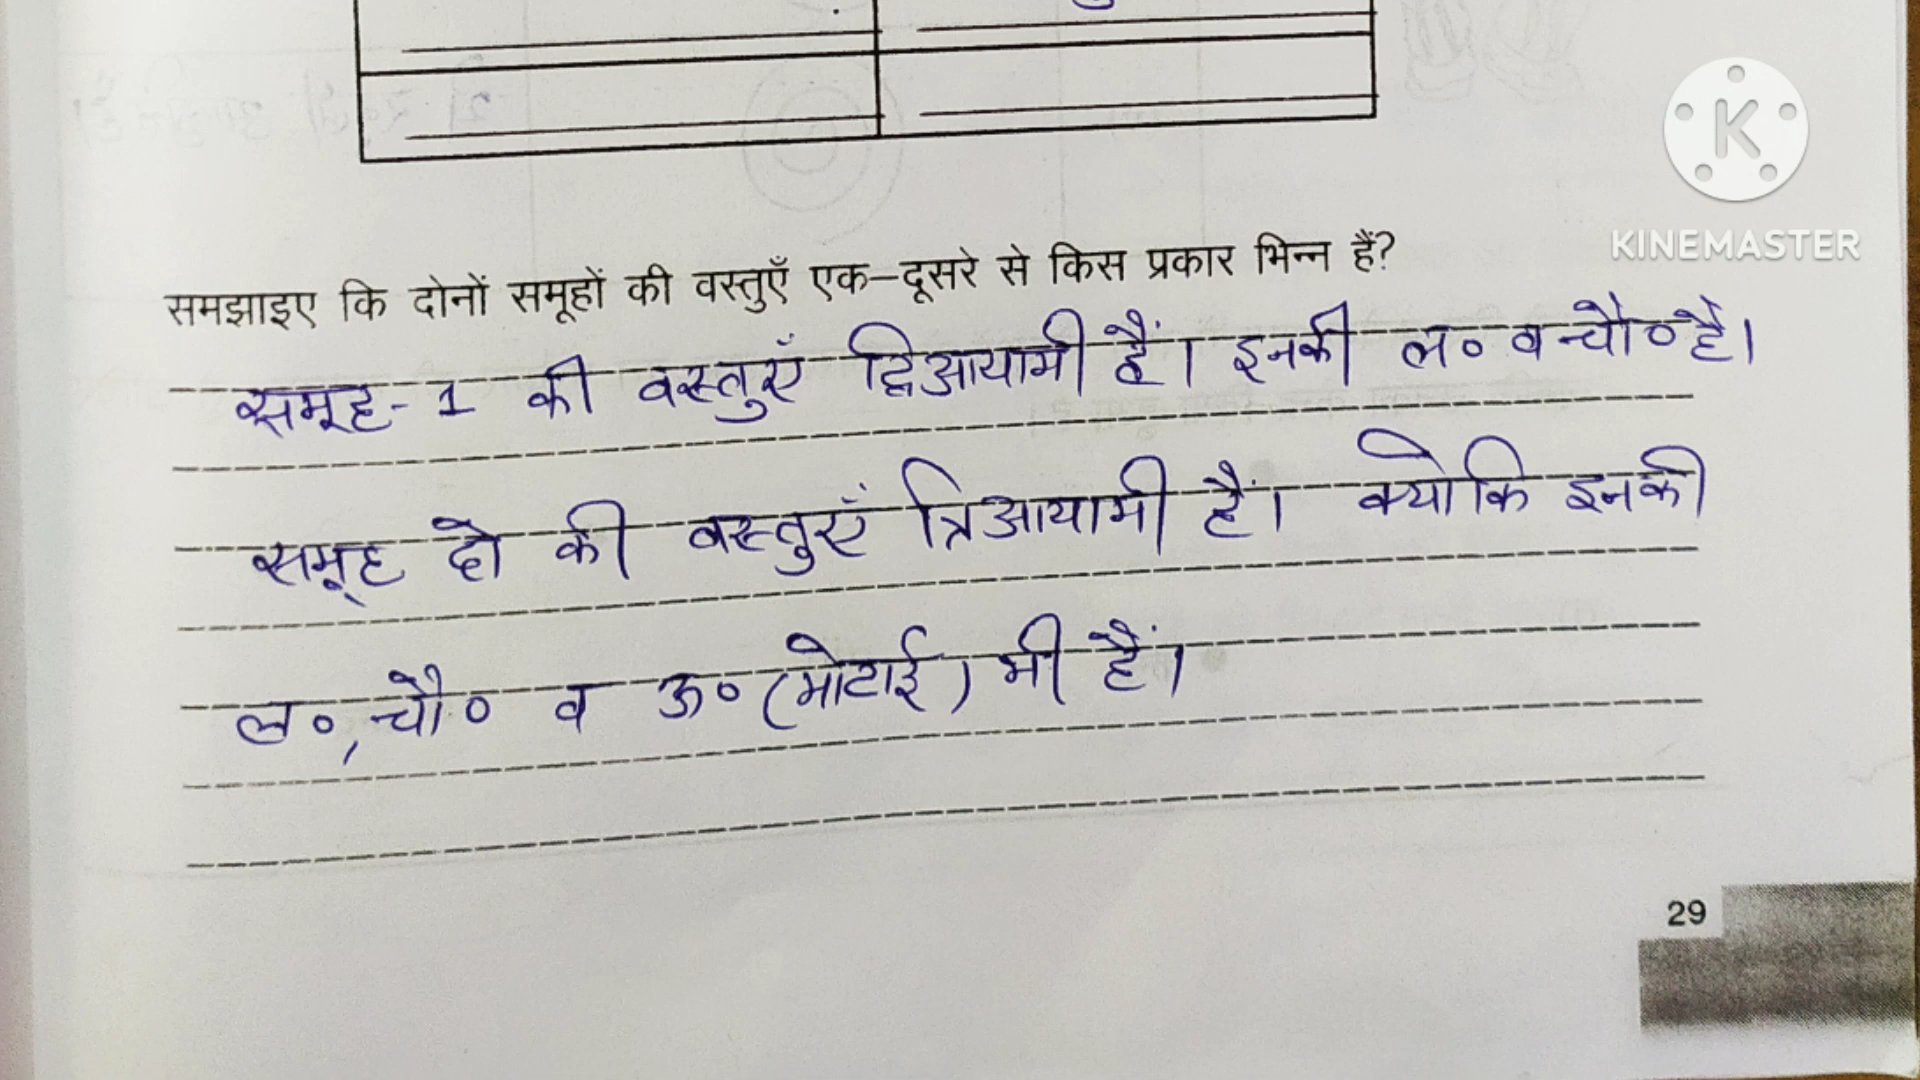 K
KINEMASTER
समझाइए कि दोनों समूहों की वस्तुएँ एक–दूसरे से किस प्रकार भिन्न हैं?
समूह - 1 की वस्तुएँ द्विआयामी हैं। इनकी ल० व चौ० है।
समूह दो की वस्तुएँ त्रिआयामी हैं। क्योकि इनकी
ल०, चौ० व ऊ० (मोटाई) भी हैं।
29